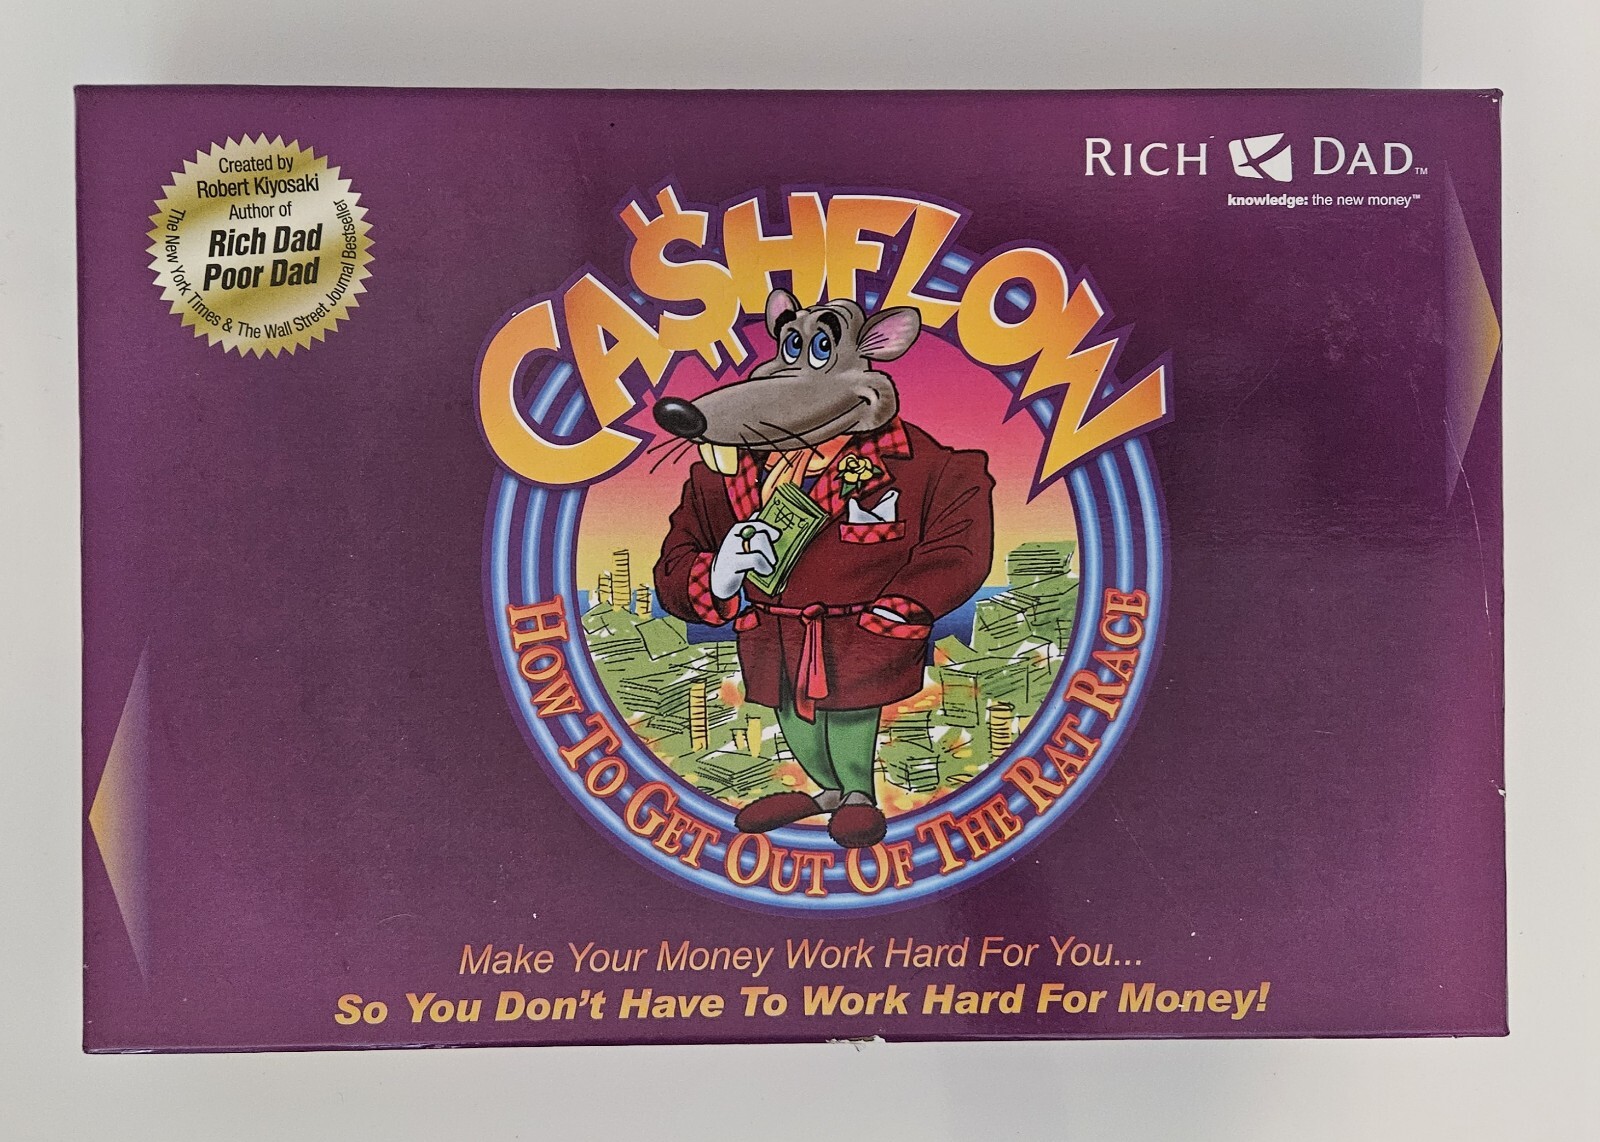 Created by
Robert Kiyosaki
Author of
Rich Dad
Poor Dad
The New York Times & The Wall Street Journal Bestseller
RICH DAD™
knowledge: the new money™
CA$HFLOW
HOW TO GET OUT OF THE RAT RACE
Make Your Money Work Hard For You...
So You Don't Have To Work Hard For Money!